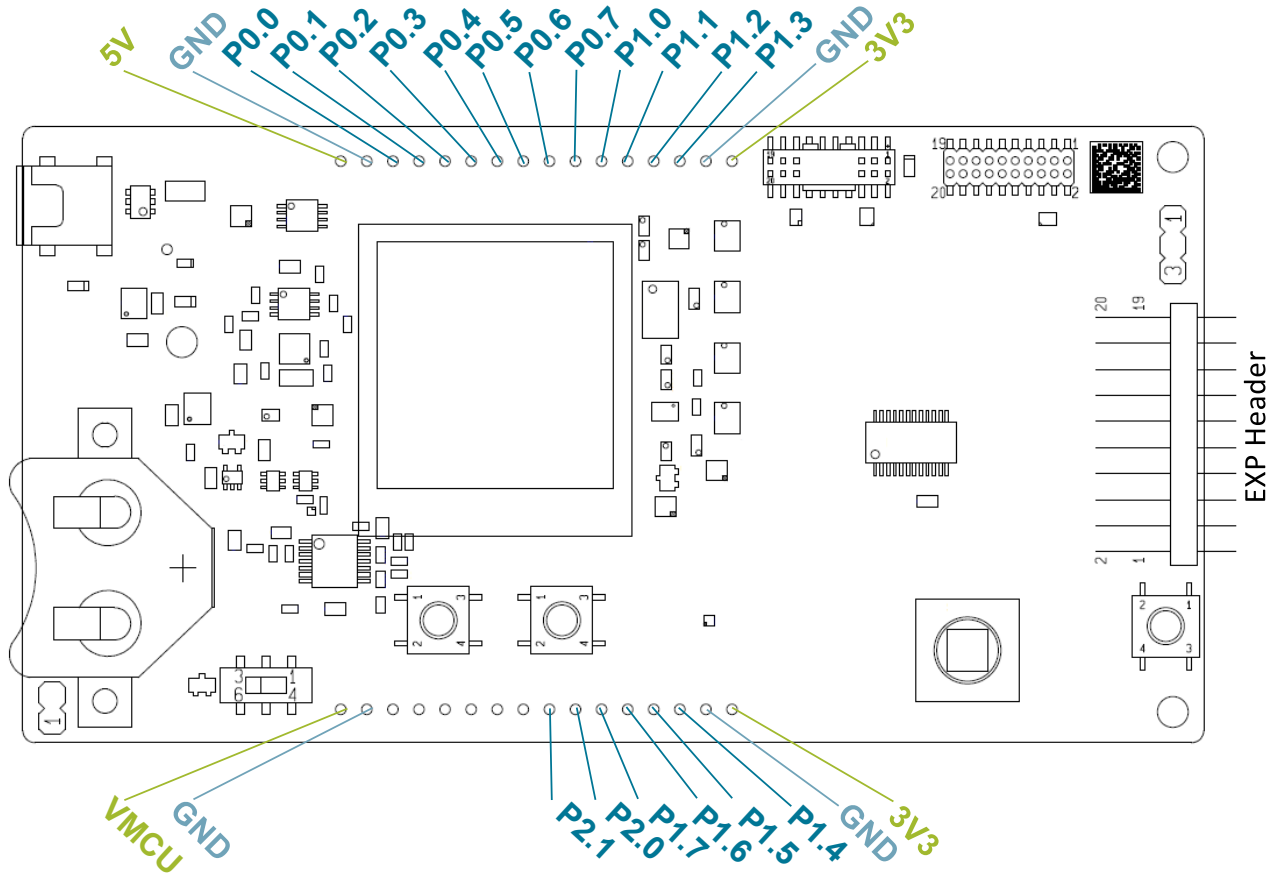 5V
GND
P0.0
P0.1
P0.2
P0.3
P0.4
P0.5
P0.6
P0.7
P1.0
P1.1
P1.2
P1.3
GND
3V3
19
1
20
2
1
3
20
19
EXP Header
2
1
1
3
2
4
1
3
2
4
2
1
4
3
3
1
6
4
1
VMCU
GND
P2.1
P2.0
P1.7
P1.6
P1.5
P1.4
GND
3V3